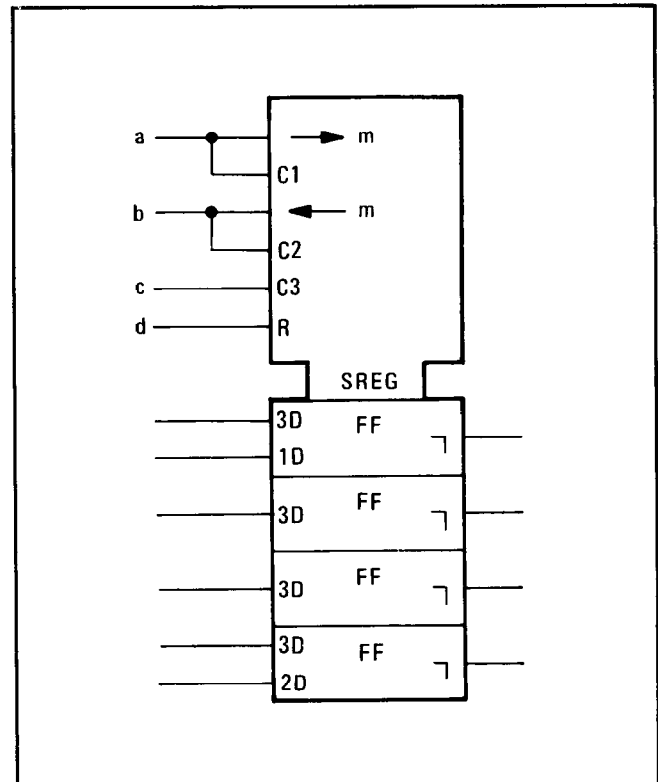 a → m
C1
b ← m
C2
c C3
d R
SREG
3D FF ┐
1D
3D FF ┐
3D FF ┐
3D FF ┐
2D